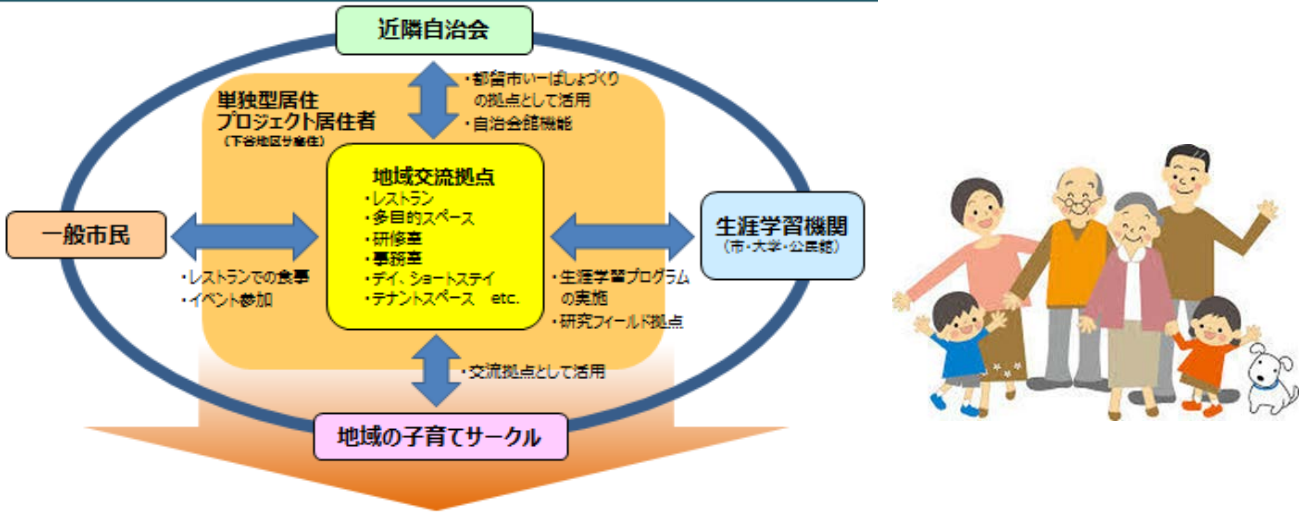 近隣自治会
・都留市いーばしょづくり
の拠点として活用
・自治会館機能
単独型居住
プロジェクト居住者
（下谷地区サ高住）
地域交流拠点
・レストラン
・多目的スペース
・研修室
・事務室
・デイ、ショートステイ
・テナントスペース　etc.
一般市民
・レストランでの食事
・イベント参加
生涯学習機関
（市・大学・公民館）
・生涯学習プログラム
の実施
・研究フィールド拠点
・交流拠点として活用
地域の子育てサークル